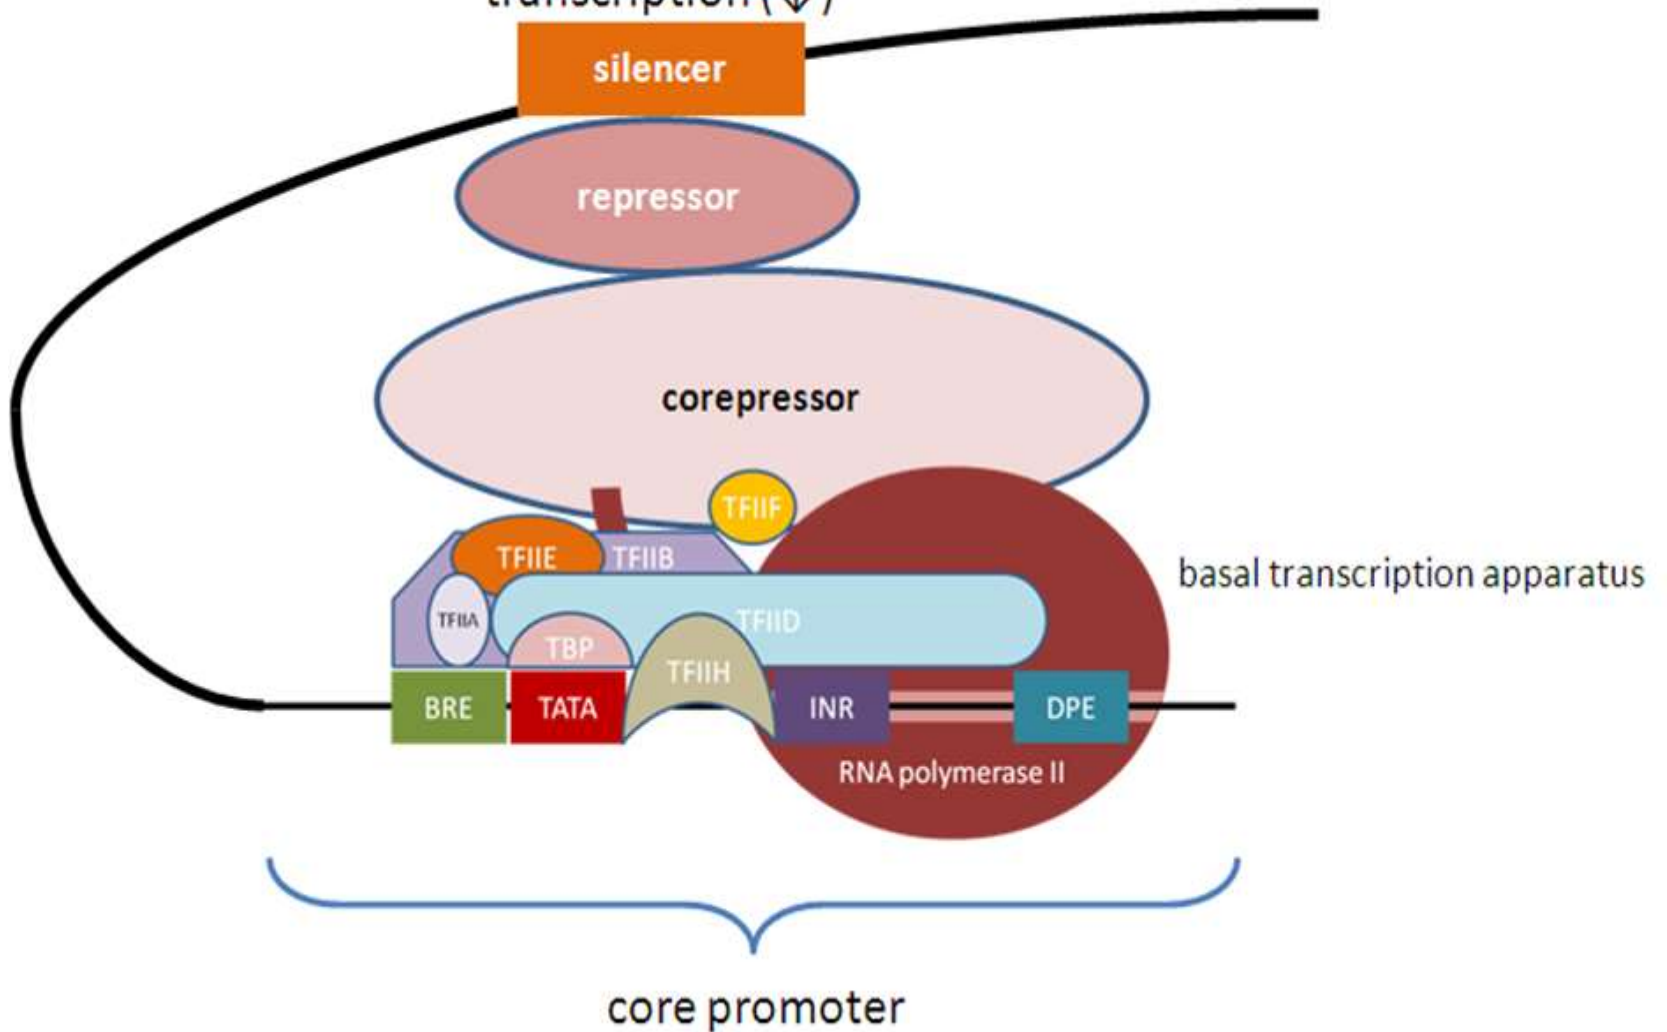 transcription (↓)
silencer
repressor
corepressor
TFIIF
TFIIE
TFIIB
basal transcription apparatus
TFIIA
TFIID
TBP
TFIIH
BRE
TATA
INR
DPE
RNA polymerase II
core promoter